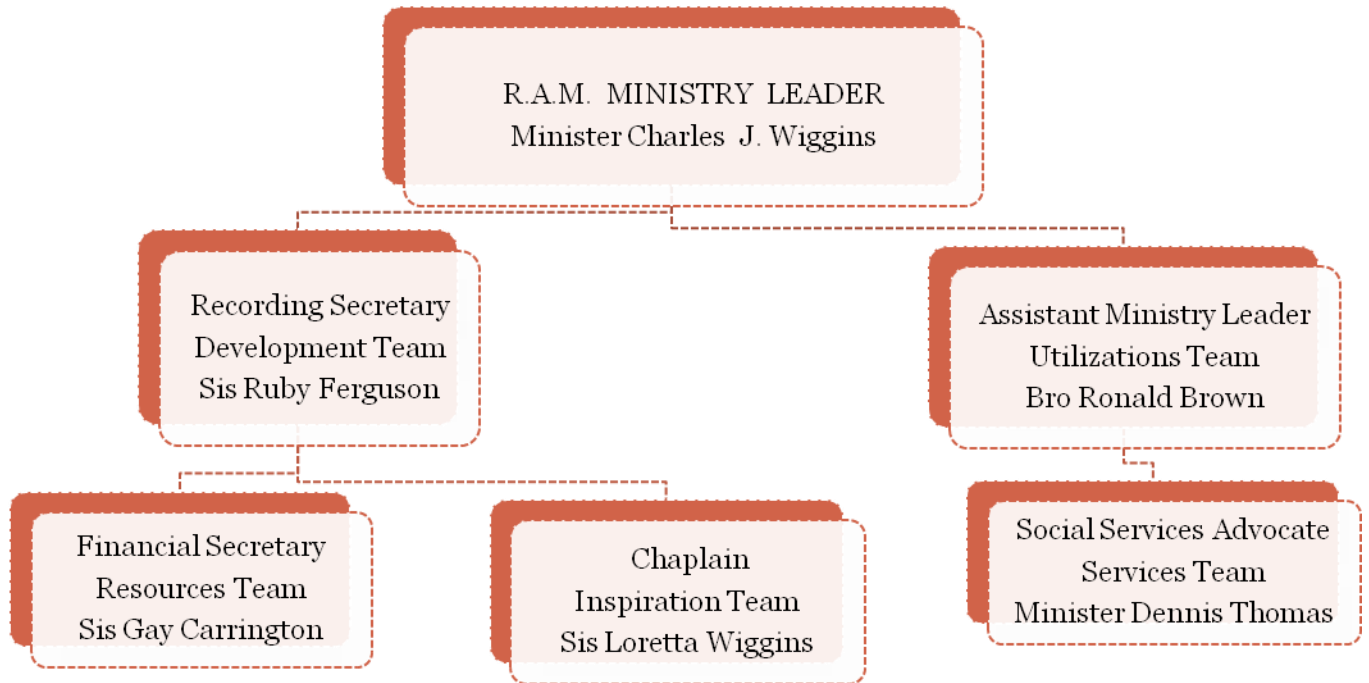 R.A.M. MINISTRY LEADER
Minister Charles J. Wiggins
Recording Secretary
Development Team
Sis Ruby Ferguson
Assistant Ministry Leader
Utilizations Team
Bro Ronald Brown
Financial Secretary
Resources Team
Sis Gay Carrington
Chaplain
Inspiration Team
Sis Loretta Wiggins
Social Services Advocate
Services Team
Minister Dennis Thomas